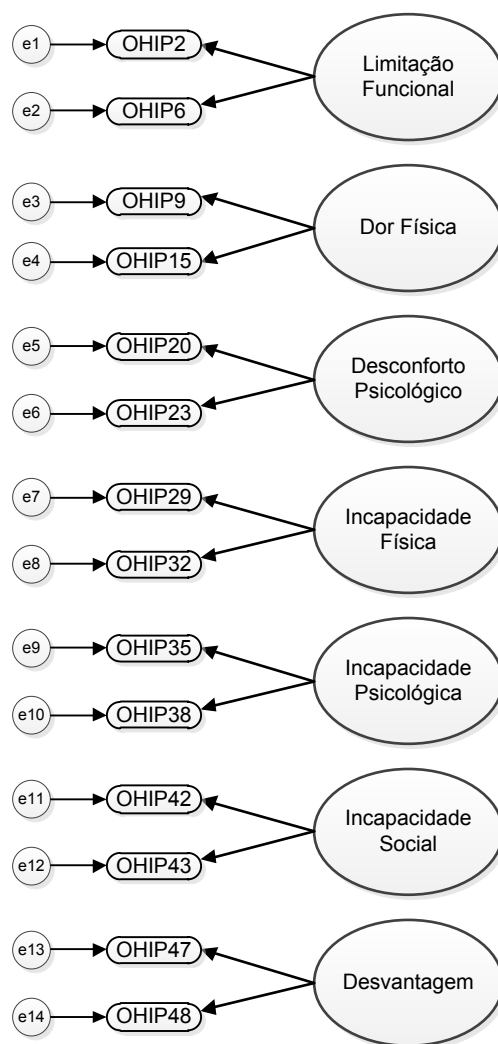 e1
OHIP2
Limitação
Funcional
e2
OHIP6
e3
OHIP9
Dor Física
e4
OHIP15
e5
OHIP20
Desconforto
Psicológico
e6
OHIP23
e7
OHIP29
Incapacidade
Física
e8
OHIP32
e9
OHIP35
Incapacidade
Psicológica
e10
OHIP38
e11
OHIP42
Incapacidade
Social
e12
OHIP43
e13
OHIP47
Desvantagem
e14
OHIP48